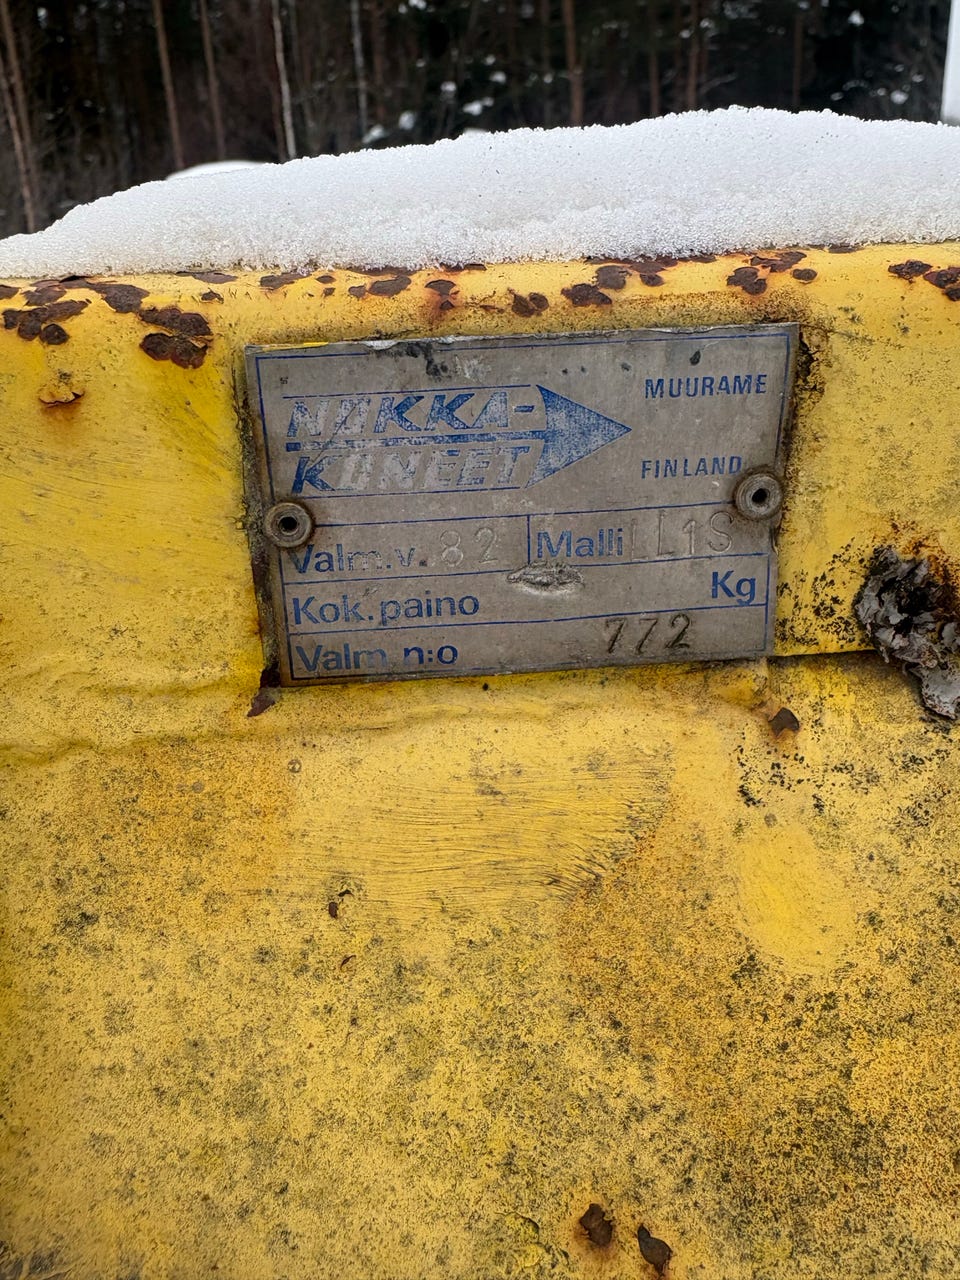 NOKKA-
KONEET
MUURAME
FINLAND
Valm.v. 82 Malli LL1S
Kok.paino Kg
Valm n:o 772